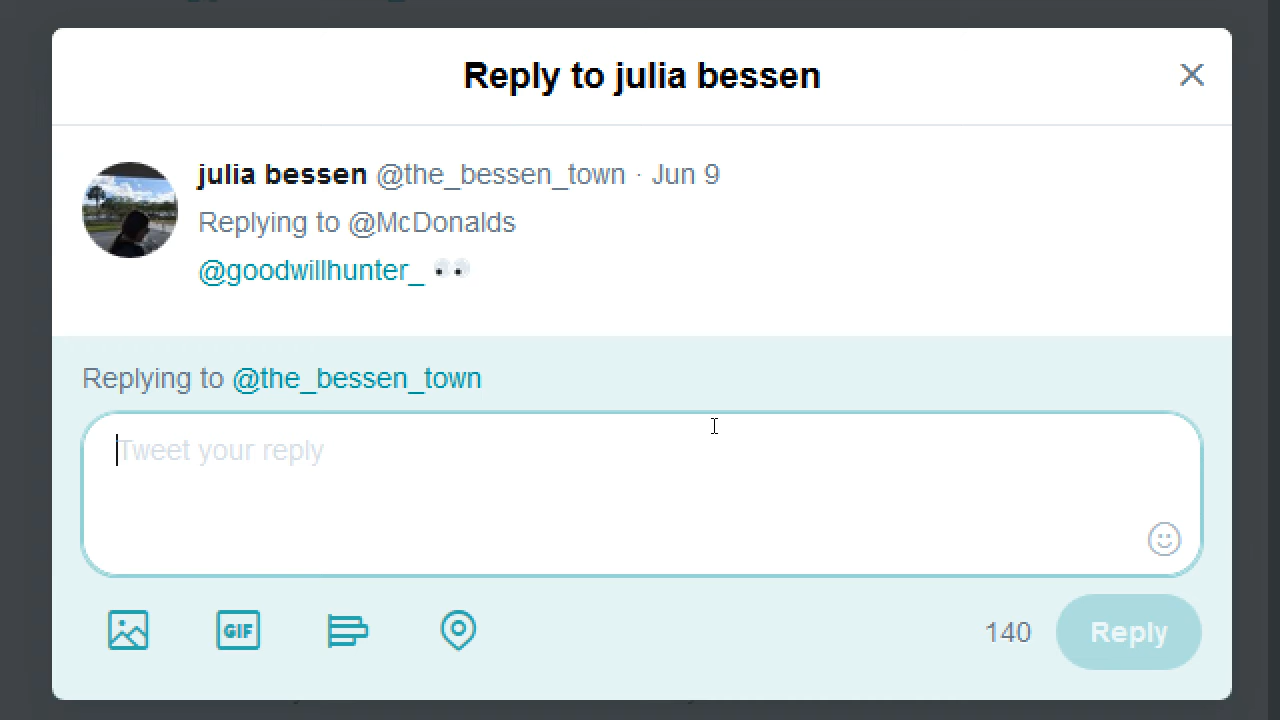 Reply to julia bessen
julia bessen @the_bessen_town · Jun 9
Replying to @McDonalds
@goodwillhunter_ 👀
Replying to @the_bessen_town
Tweet your reply
GIF
140 Reply